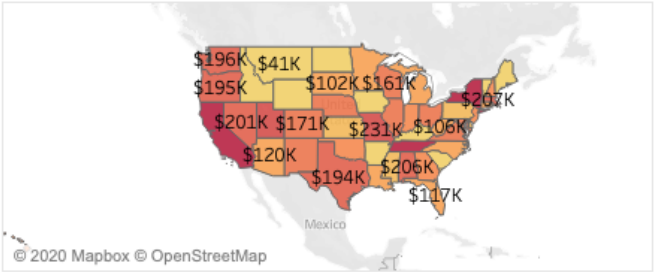 $196K
$41K
$195K
$102K
$161K
$207K
$201K
$171K
$231K
$106K
$120K
$194K
$206K
$117K
Mexico
© 2020 Mapbox © OpenStreetMap